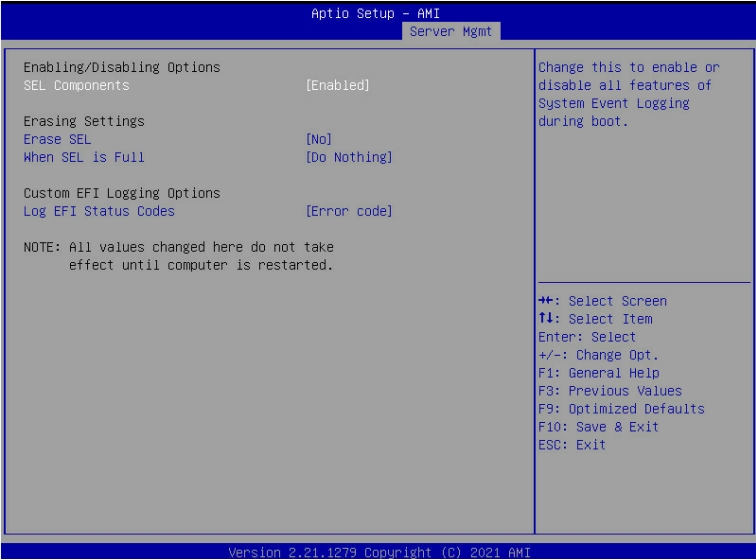 Aptio Setup – AMI
Server Mgmt
Enabling/Disabling Options
SEL Components [Enabled]
Erasing Settings
Erase SEL [No]
When SEL is Full [Do Nothing]
Custom EFI Logging Options
Log EFI Status Codes [Error code]
NOTE: All values changed here do not take
effect until computer is restarted.
Change this to enable or
disable all features of
System Event Logging
during boot.
→←: Select Screen
↑↓: Select Item
Enter: Select
+/-: Change Opt.
F1: General Help
F3: Previous Values
F9: Optimized Defaults
F10: Save & Exit
ESC: Exit
Version 2.21.1279 Copyright (C) 2021 AMI